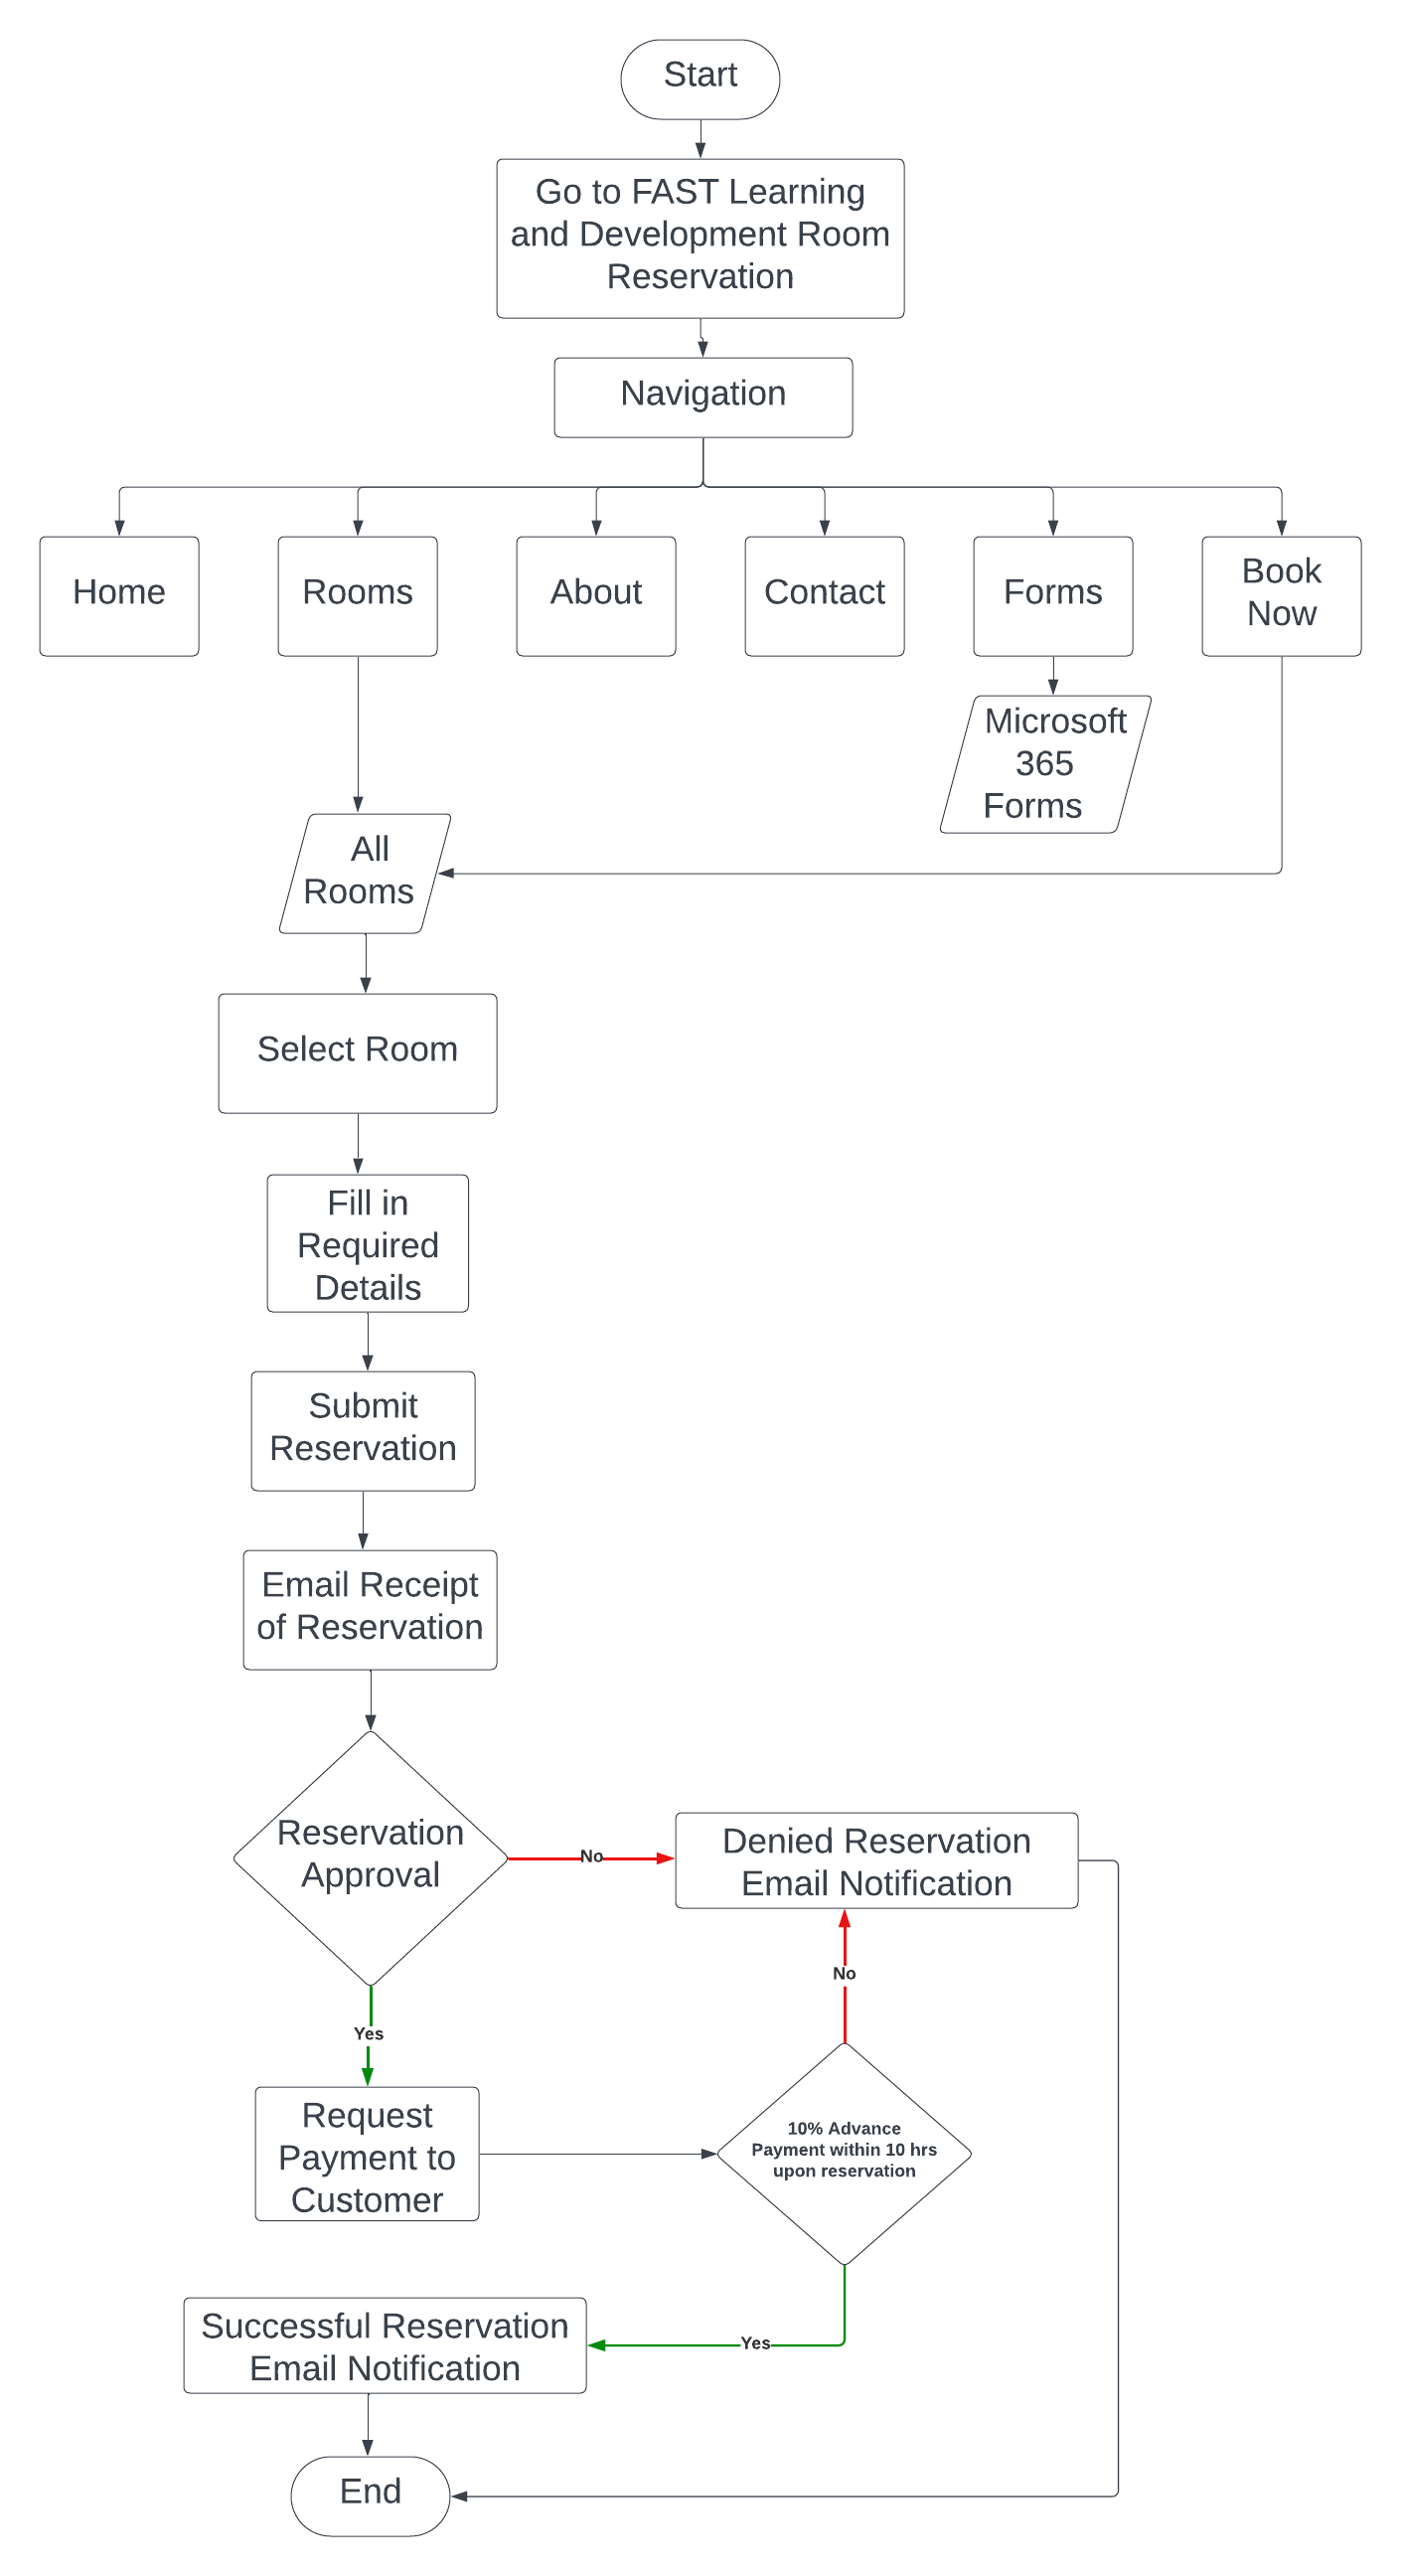 Start
Go to FAST Learning
and Development Room
Reservation
Navigation
Home
Rooms
About
Contact
Forms
Book
Now
Microsoft
365
Forms
All
Rooms
Select Room
Fill in
Required
Details
Submit
Reservation
Email Receipt
of Reservation
Reservation
Approval
No
Denied Reservation
Email Notification
No
Yes
Request
Payment to
Customer
10% Advance
Payment within 10 hrs
upon reservation
Yes
Successful Reservation
Email Notification
End